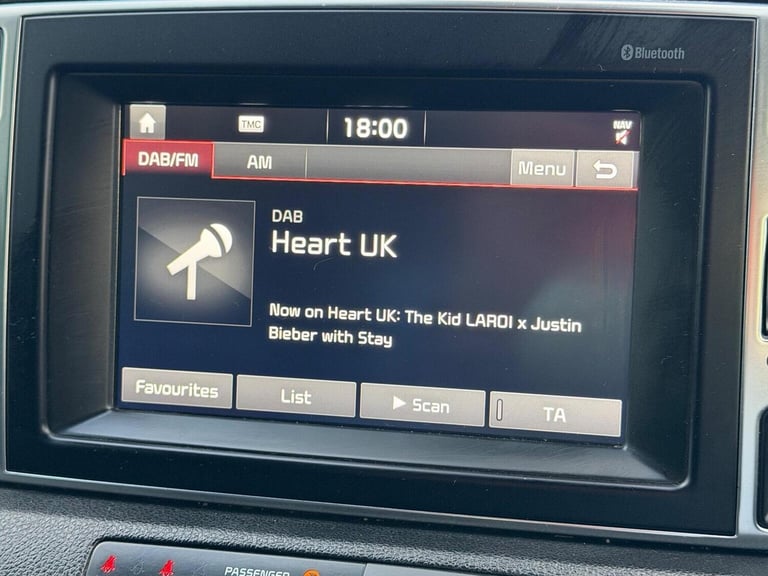 Bluetooth
TMC
18:00
NAV
DAB/FM
AM
Menu
DAB
Heart UK
Now on Heart UK: The Kid LAROI x Justin
Bieber with Stay
Favourites
List
Scan
TA
PASSENGER